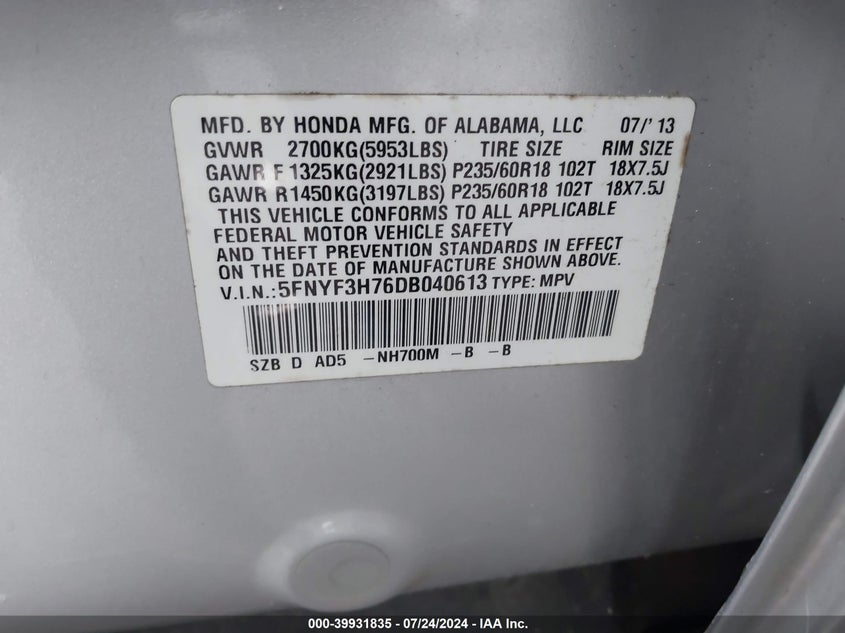 MFD. BY HONDA MFG. OF ALABAMA, LLC 07/'13
GVWR 2700KG(5953LBS) TIRE SIZE RIM SIZE
GAWR F 1325KG(2921LBS) P235/60R18 102T 18X7.5J
GAWR R1450KG(3197LBS) P235/60R18 102T 18X7.5J
THIS VEHICLE CONFORMS TO ALL APPLICABLE
FEDERAL MOTOR VEHICLE SAFETY
AND THEFT PREVENTION STANDARDS IN EFFECT
ON THE DATE OF MANUFACTURE SHOWN ABOVE.
V.I.N.:5FNYF3H76DB040613 TYPE: MPV
SZB D AD5 -NH700M -B -B
000-39931835 - 07/24/2024 - IAA Inc.